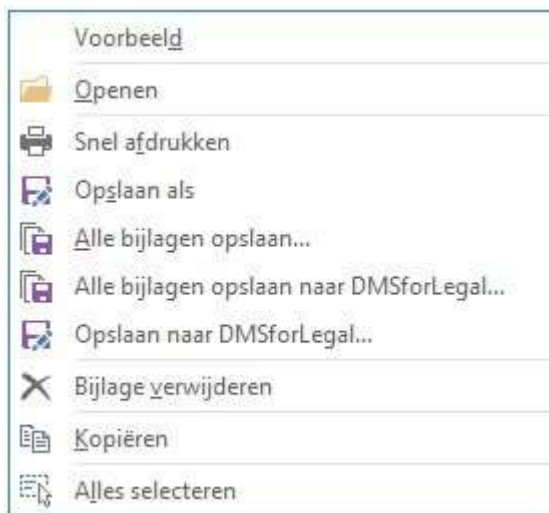 Voorbeeld
Openen
Snel afdrukken
Opslaan als
Alle bijlagen opslaan...
Alle bijlagen opslaan naar DMSforLegal...
Opslaan naar DMSforLegal...
Bijlage verwijderen
Kopiëren
Alles selecteren